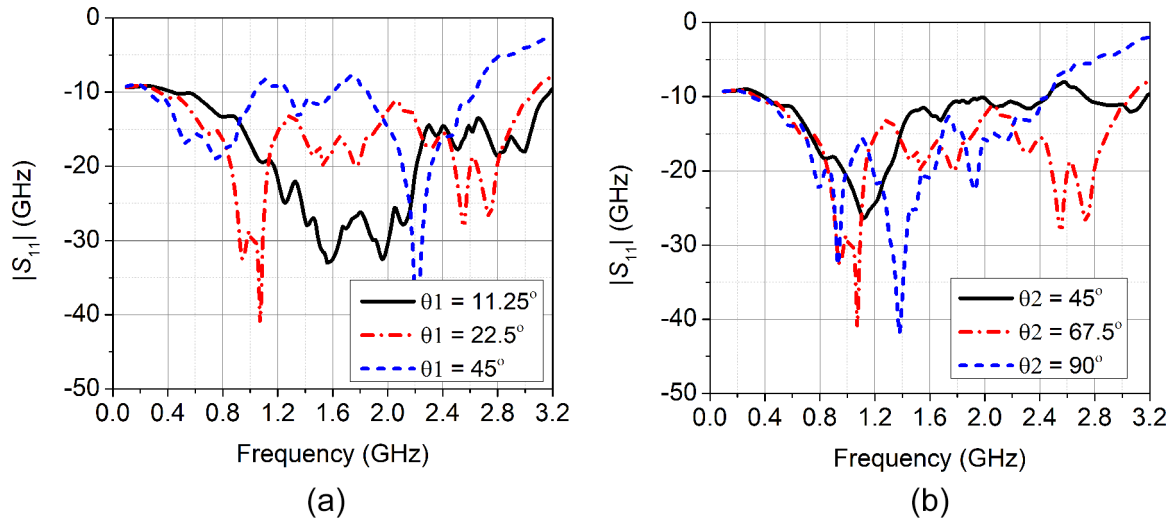 0
-10
-20
-30
-40
-50
|S₁₁| (GHz)
θ1 = 11.25°
θ1 = 22.5°
θ1 = 45°
0.0 0.4 0.8 1.2 1.6 2.0 2.4 2.8 3.2
Frequency (GHz)
(a)
0
-10
-20
-30
-40
-50
|S₁₁| (GHz)
θ2 = 45°
θ2 = 67.5°
θ2 = 90°
0.0 0.4 0.8 1.2 1.6 2.0 2.4 2.8 3.2
Frequency (GHz)
(b)